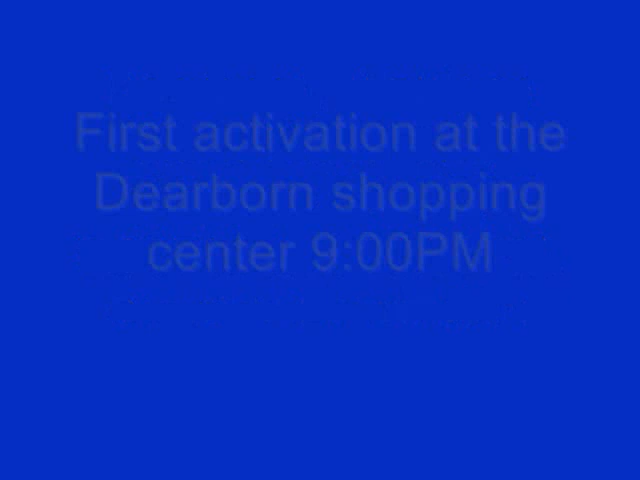 First activation at the
Dearborn shopping
center 9:00PM